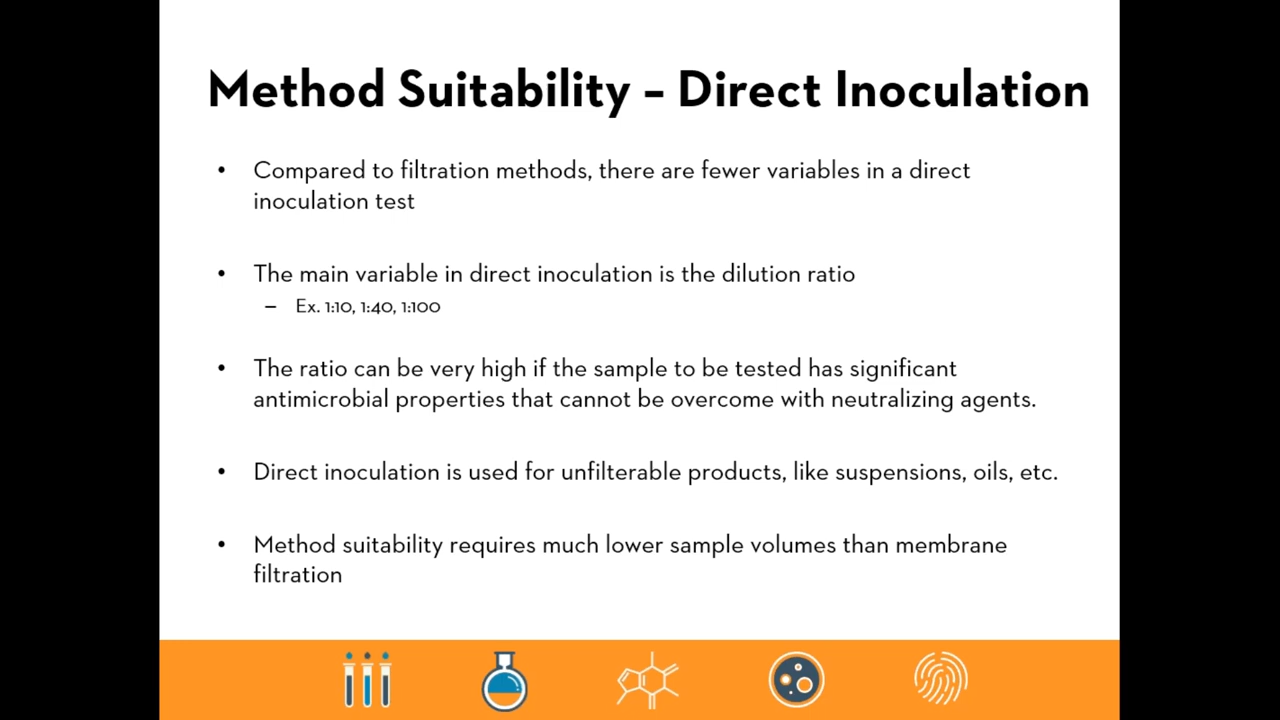 Method Suitability – Direct Inoculation
• Compared to filtration methods, there are fewer variables in a direct
inoculation test
• The main variable in direct inoculation is the dilution ratio
– Ex. 1:10, 1:40, 1:100
• The ratio can be very high if the sample to be tested has significant
antimicrobial properties that cannot be overcome with neutralizing agents.
• Direct inoculation is used for unfilterable products, like suspensions, oils, etc.
• Method suitability requires much lower sample volumes than membrane
filtration